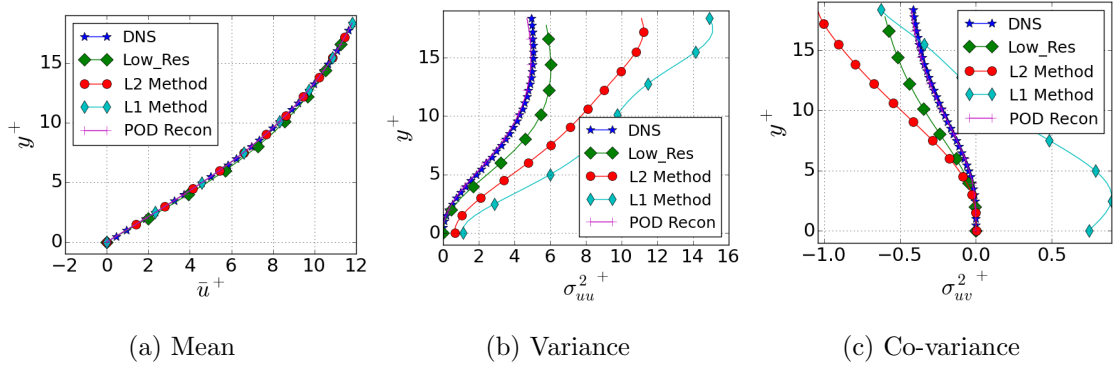 DNS
Low_Res
L2 Method
L1 Method
POD Recon
15
10
5
0
y⁺
−2 0 2 4 6 8 10 12
ū⁺
(a) Mean
DNS
Low_Res
L2 Method
L1 Method
POD Recon
15
10
5
0
y⁺
0 2 4 6 8 10 12 14 16
σ²ᵤᵤ⁺
(b) Variance
DNS
Low_Res
L2 Method
L1 Method
POD Recon
15
10
5
0
y⁺
−1.0 −0.5 0.0 0.5
σ²ᵤᵥ⁺
(c) Co-variance